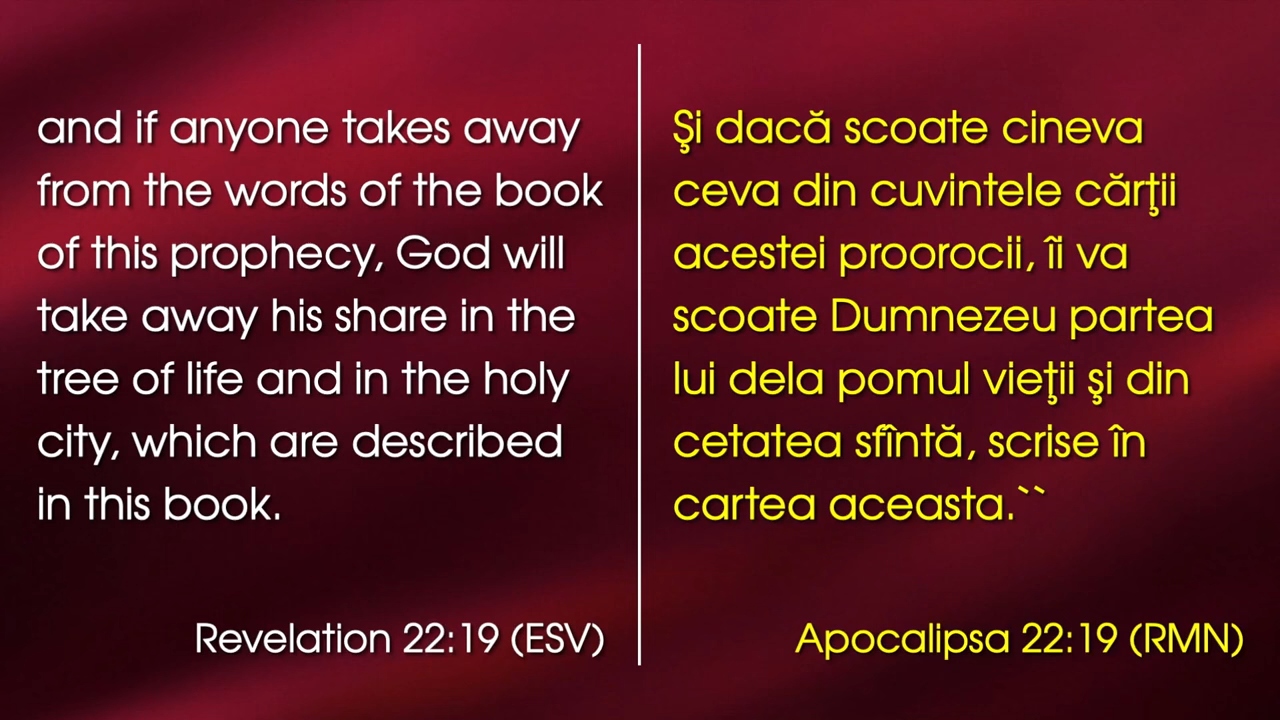 and if anyone takes away
from the words of the book
of this prophecy, God will
take away his share in the
tree of life and in the holy
city, which are described
in this book.
Revelation 22:19 (ESV)
Şi dacă scoate cineva
ceva din cuvintele cărţii
acestei proorocii, îi va
scoate Dumnezeu partea
lui dela pomul vieţii şi din
cetatea sfîntă, scrise în
cartea aceasta.``
Apocalipsa 22:19 (RMN)